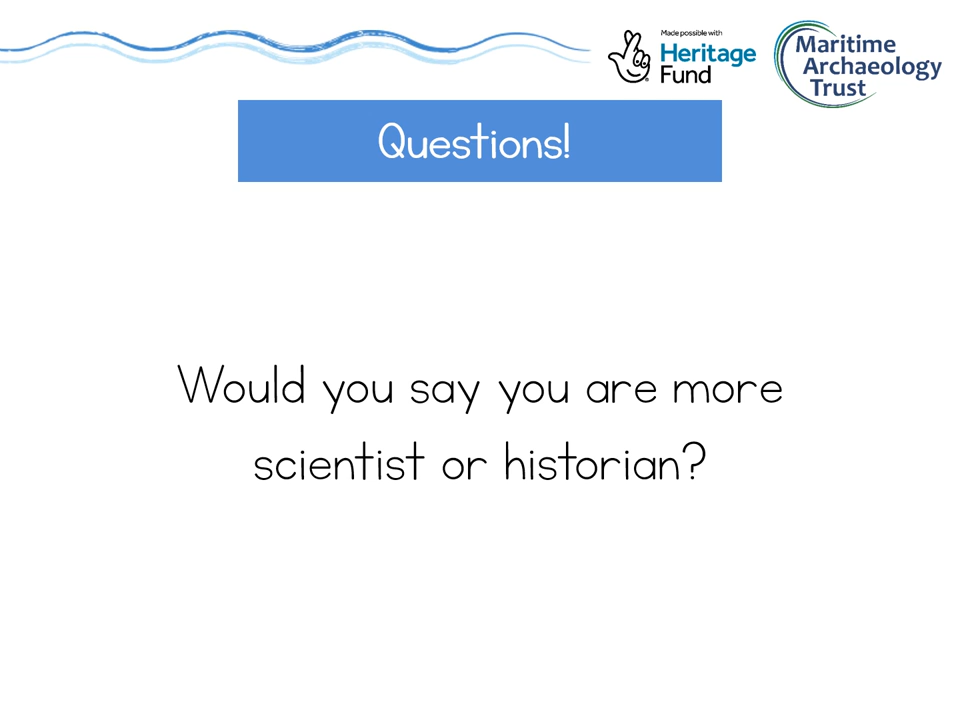 Made possible with
Heritage
Fund
Maritime
Archaeology
Trust
Questions!
Would you say you are more
scientist or historian?